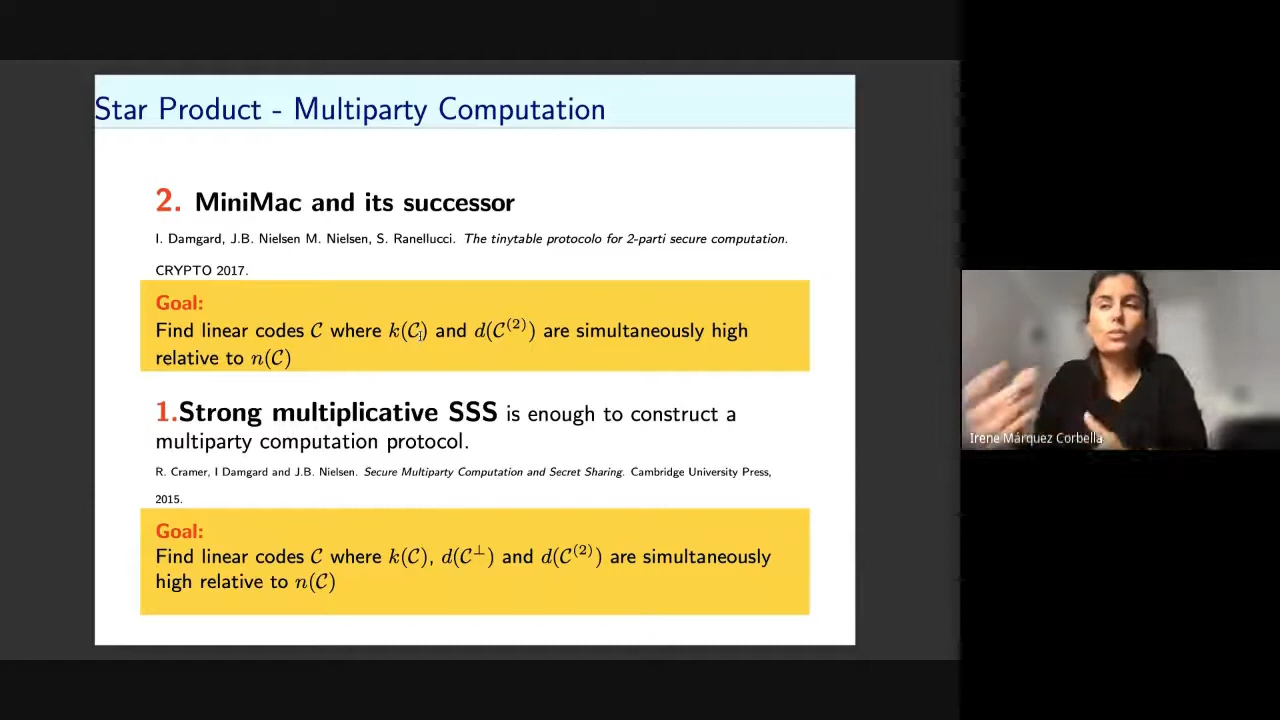 Star Product - Multiparty Computation
2. MiniMac and its successor
I. Damgard, J.B. Nielsen M. Nielsen, S. Ranellucci. The tinytable protocolo for 2-parti secure computation.
CRYPTO 2017.
Goal:
Find linear codes 𝒞 where k(𝒞) and d(𝒞⁽²⁾) are simultaneously high
relative to n(𝒞)
1.Strong multiplicative SSS is enough to construct a
multiparty computation protocol.
R. Cramer, I Damgard and J.B. Nielsen. Secure Multiparty Computation and Secret Sharing. Cambridge University Press,
2015.
Goal:
Find linear codes 𝒞 where k(𝒞), d(𝒞⊥) and d(𝒞⁽²⁾) are simultaneously
high relative to n(𝒞)
Irene Márquez Corbella